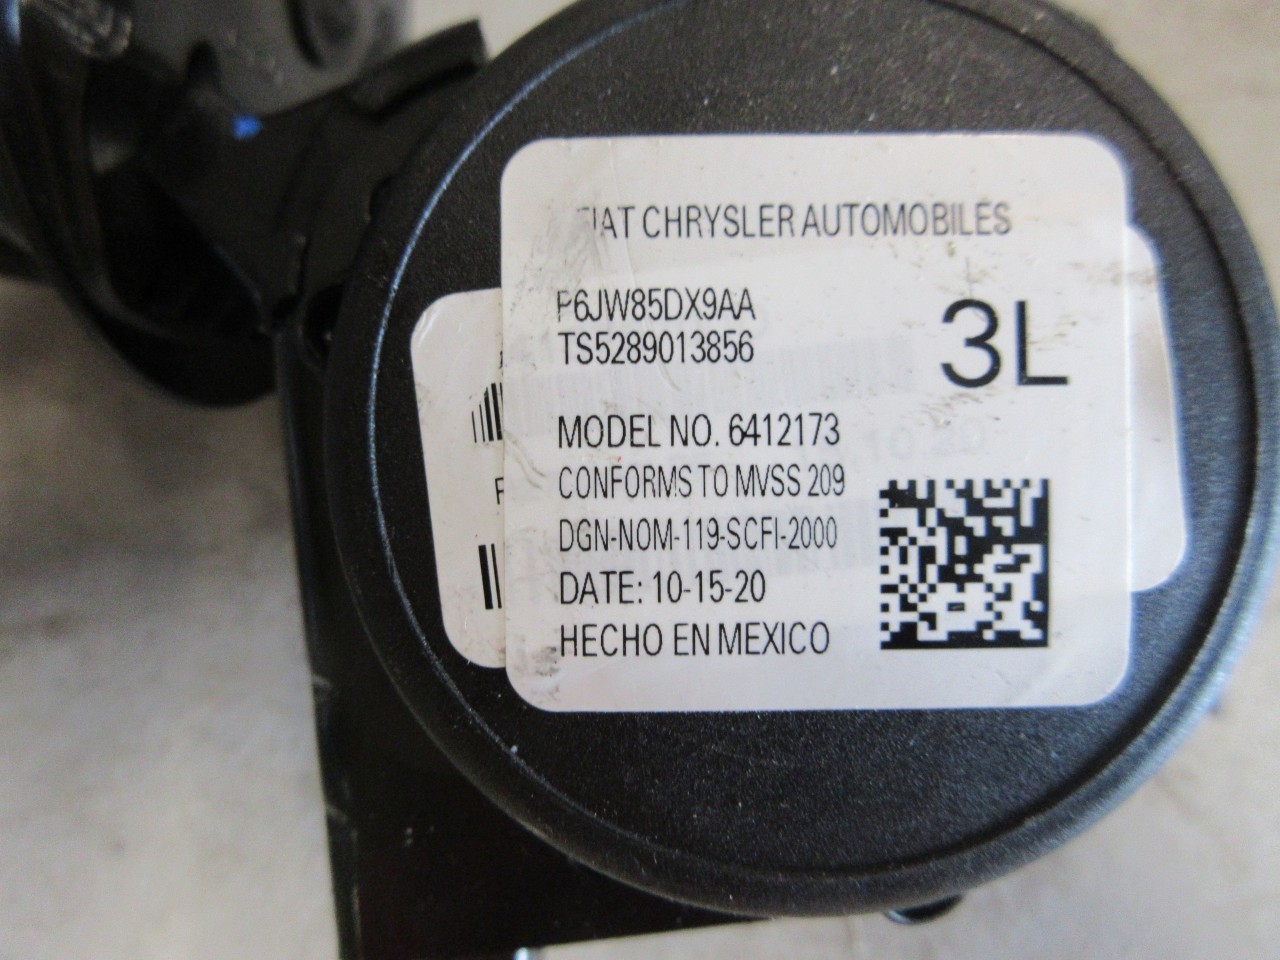 FIAT CHRYSLER AUTOMOBILES
P6JW85DX9AA
TS5289013856
3L
MODEL NO. 6412173
CONFORMS TO MVSS 209
DGN-NOM-119-SCFI-2000
DATE: 10-15-20
HECHO EN MEXICO